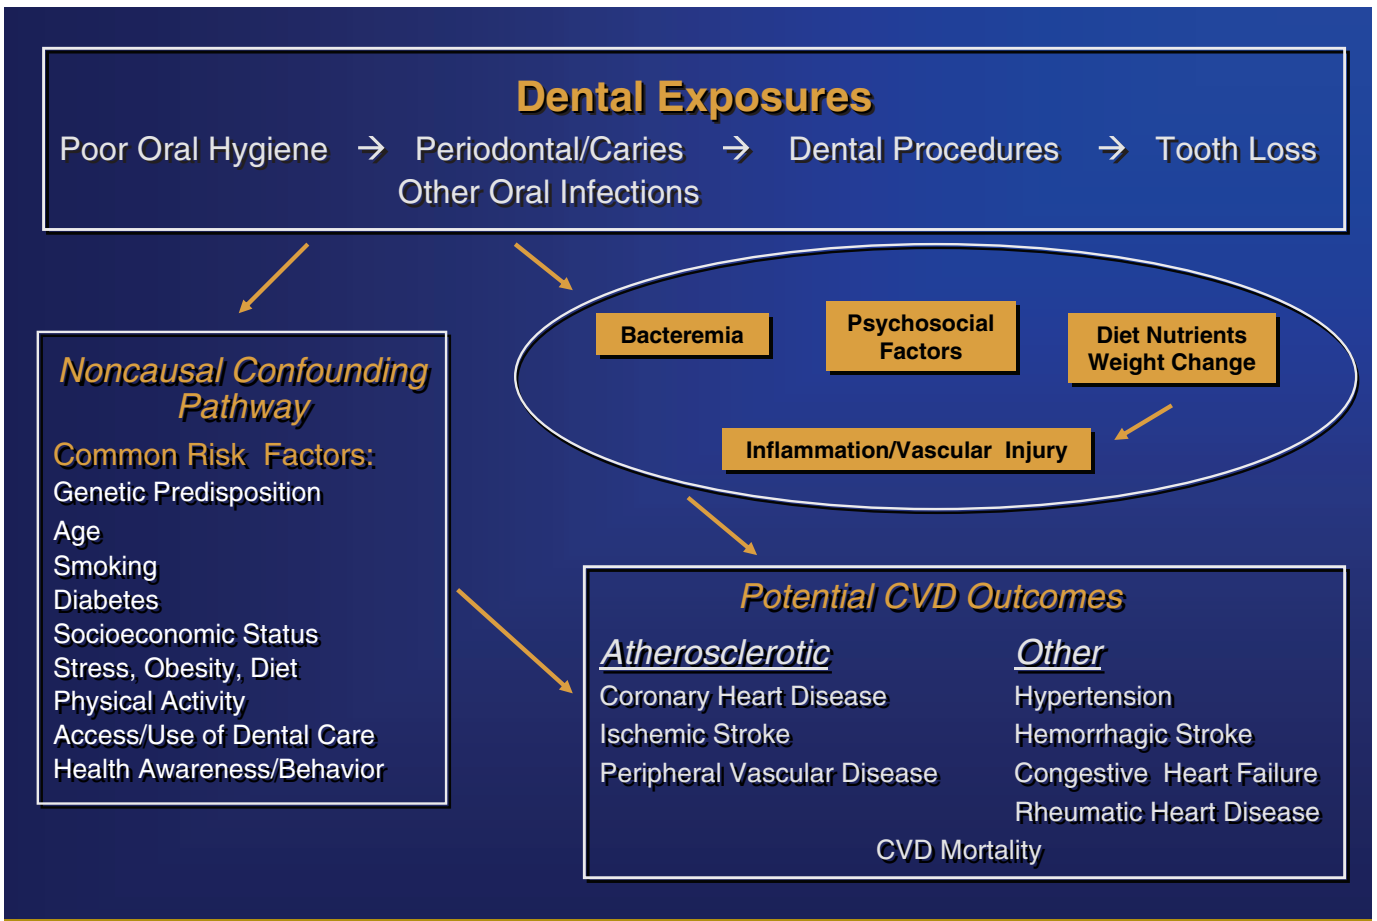 Dental Exposures
Poor Oral Hygiene → Periodontal/Caries → Dental Procedures → Tooth Loss
Other Oral Infections
Bacteremia
Psychosocial
Factors
Diet Nutrients
Weight Change
Inflammation/Vascular Injury
Noncausal Confounding
Pathway
Common Risk Factors:
Genetic Predisposition
Age
Smoking
Diabetes
Socioeconomic Status
Stress, Obesity, Diet
Physical Activity
Access/Use of Dental Care
Health Awareness/Behavior
Potential CVD Outcomes
Atherosclerotic
Coronary Heart Disease
Ischemic Stroke
Peripheral Vascular Disease
Other
Hypertension
Hemorrhagic Stroke
Congestive Heart Failure
Rheumatic Heart Disease
CVD Mortality